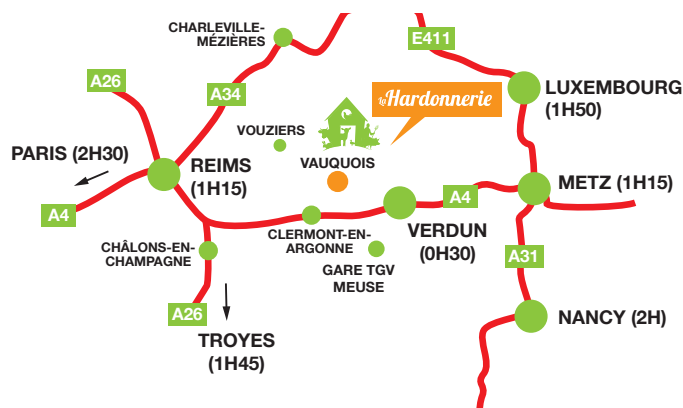 CHARLEVILLE-
MÉZIÈRES
E411
A26
A34
LUXEMBOURG
(1H50)
la Hardonnerie
VOUZIERS
PARIS (2H30)
REIMS
(1H15)
VAUQUOIS
METZ (1H15)
A4
A4
VERDUN
(0H30)
CLERMONT-EN-
ARGONNE
CHÂLONS-EN-
CHAMPAGNE
GARE TGV
MEUSE
A31
A26
TROYES
(1H45)
NANCY (2H)